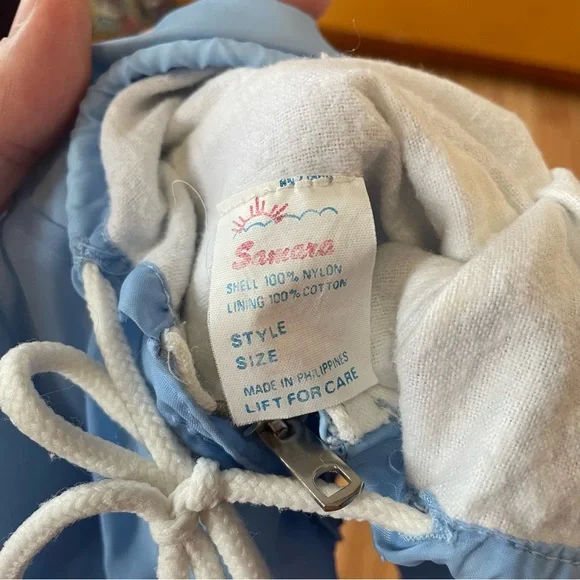 Samara
SHELL 100% NYLON
LINING 100% COTTON
STYLE
SIZE
MADE IN PHILIPPINES
LIFT FOR CARE